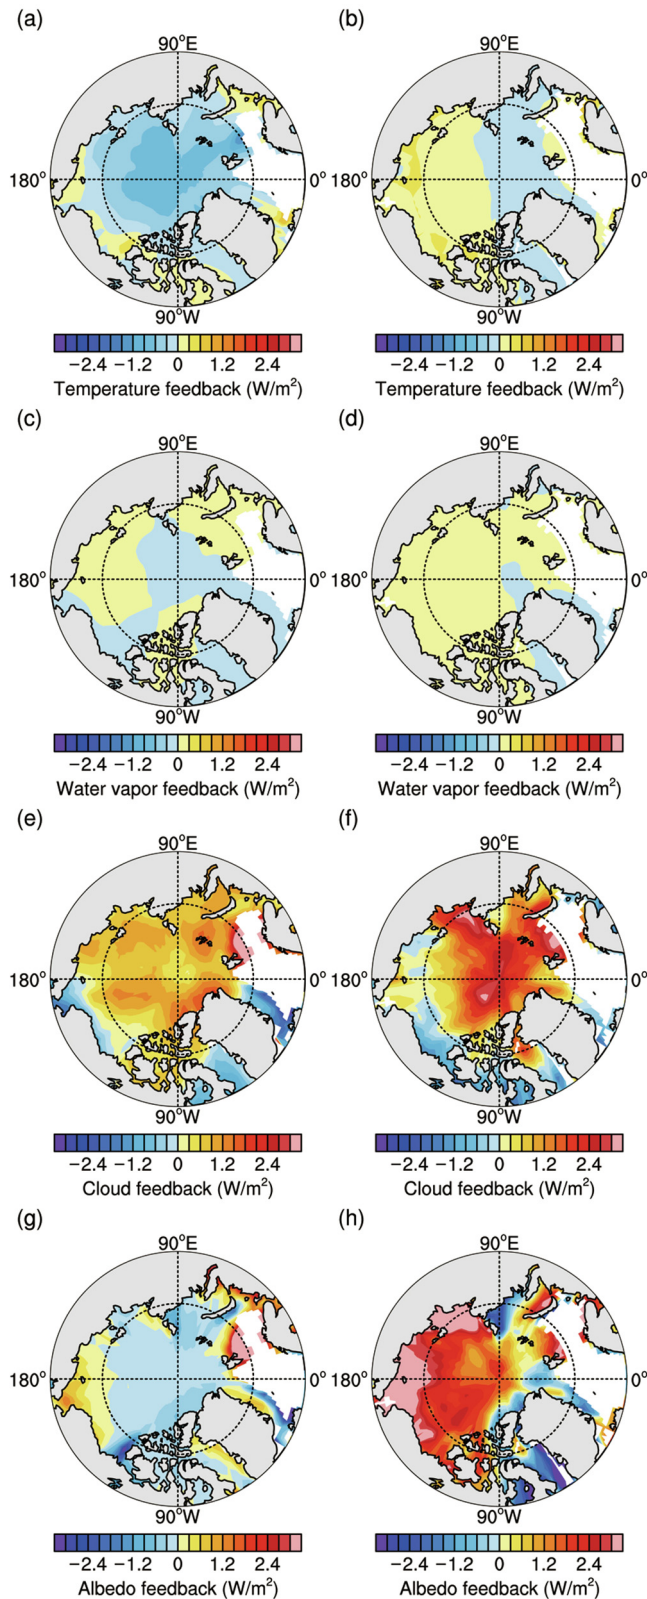 (a) (b)
90°E 90°E
180° 0° 0°
90°W 90°W
−2.4 −1.2 0 1.2 2.4 −2.4 −1.2 0 1.2 2.4
Temperature feedback (W/m²) Temperature feedback (W/m²)
(c) (d)
90°E 90°E
180° 0° 180° 0°
90°W 90°W
−2.4 −1.2 0 1.2 2.4 −2.4 −1.2 0 1.2 2.4
Water vapor feedback (W/m²) Water vapor feedback (W/m²)
(e) (f)
90°E 90°E
180° 0° 180° 0°
90°W 90°W
−2.4 −1.2 0 1.2 2.4 −2.4 −1.2 0 1.2 2.4
Cloud feedback (W/m²) Cloud feedback (W/m²)
(g) (h)
90°E 90°E
180° 0° 180° 0°
90°W 90°W
−2.4 −1.2 0 1.2 2.4 −2.4 −1.2 0 1.2 2.4
Albedo feedback (W/m²) Albedo feedback (W/m²)